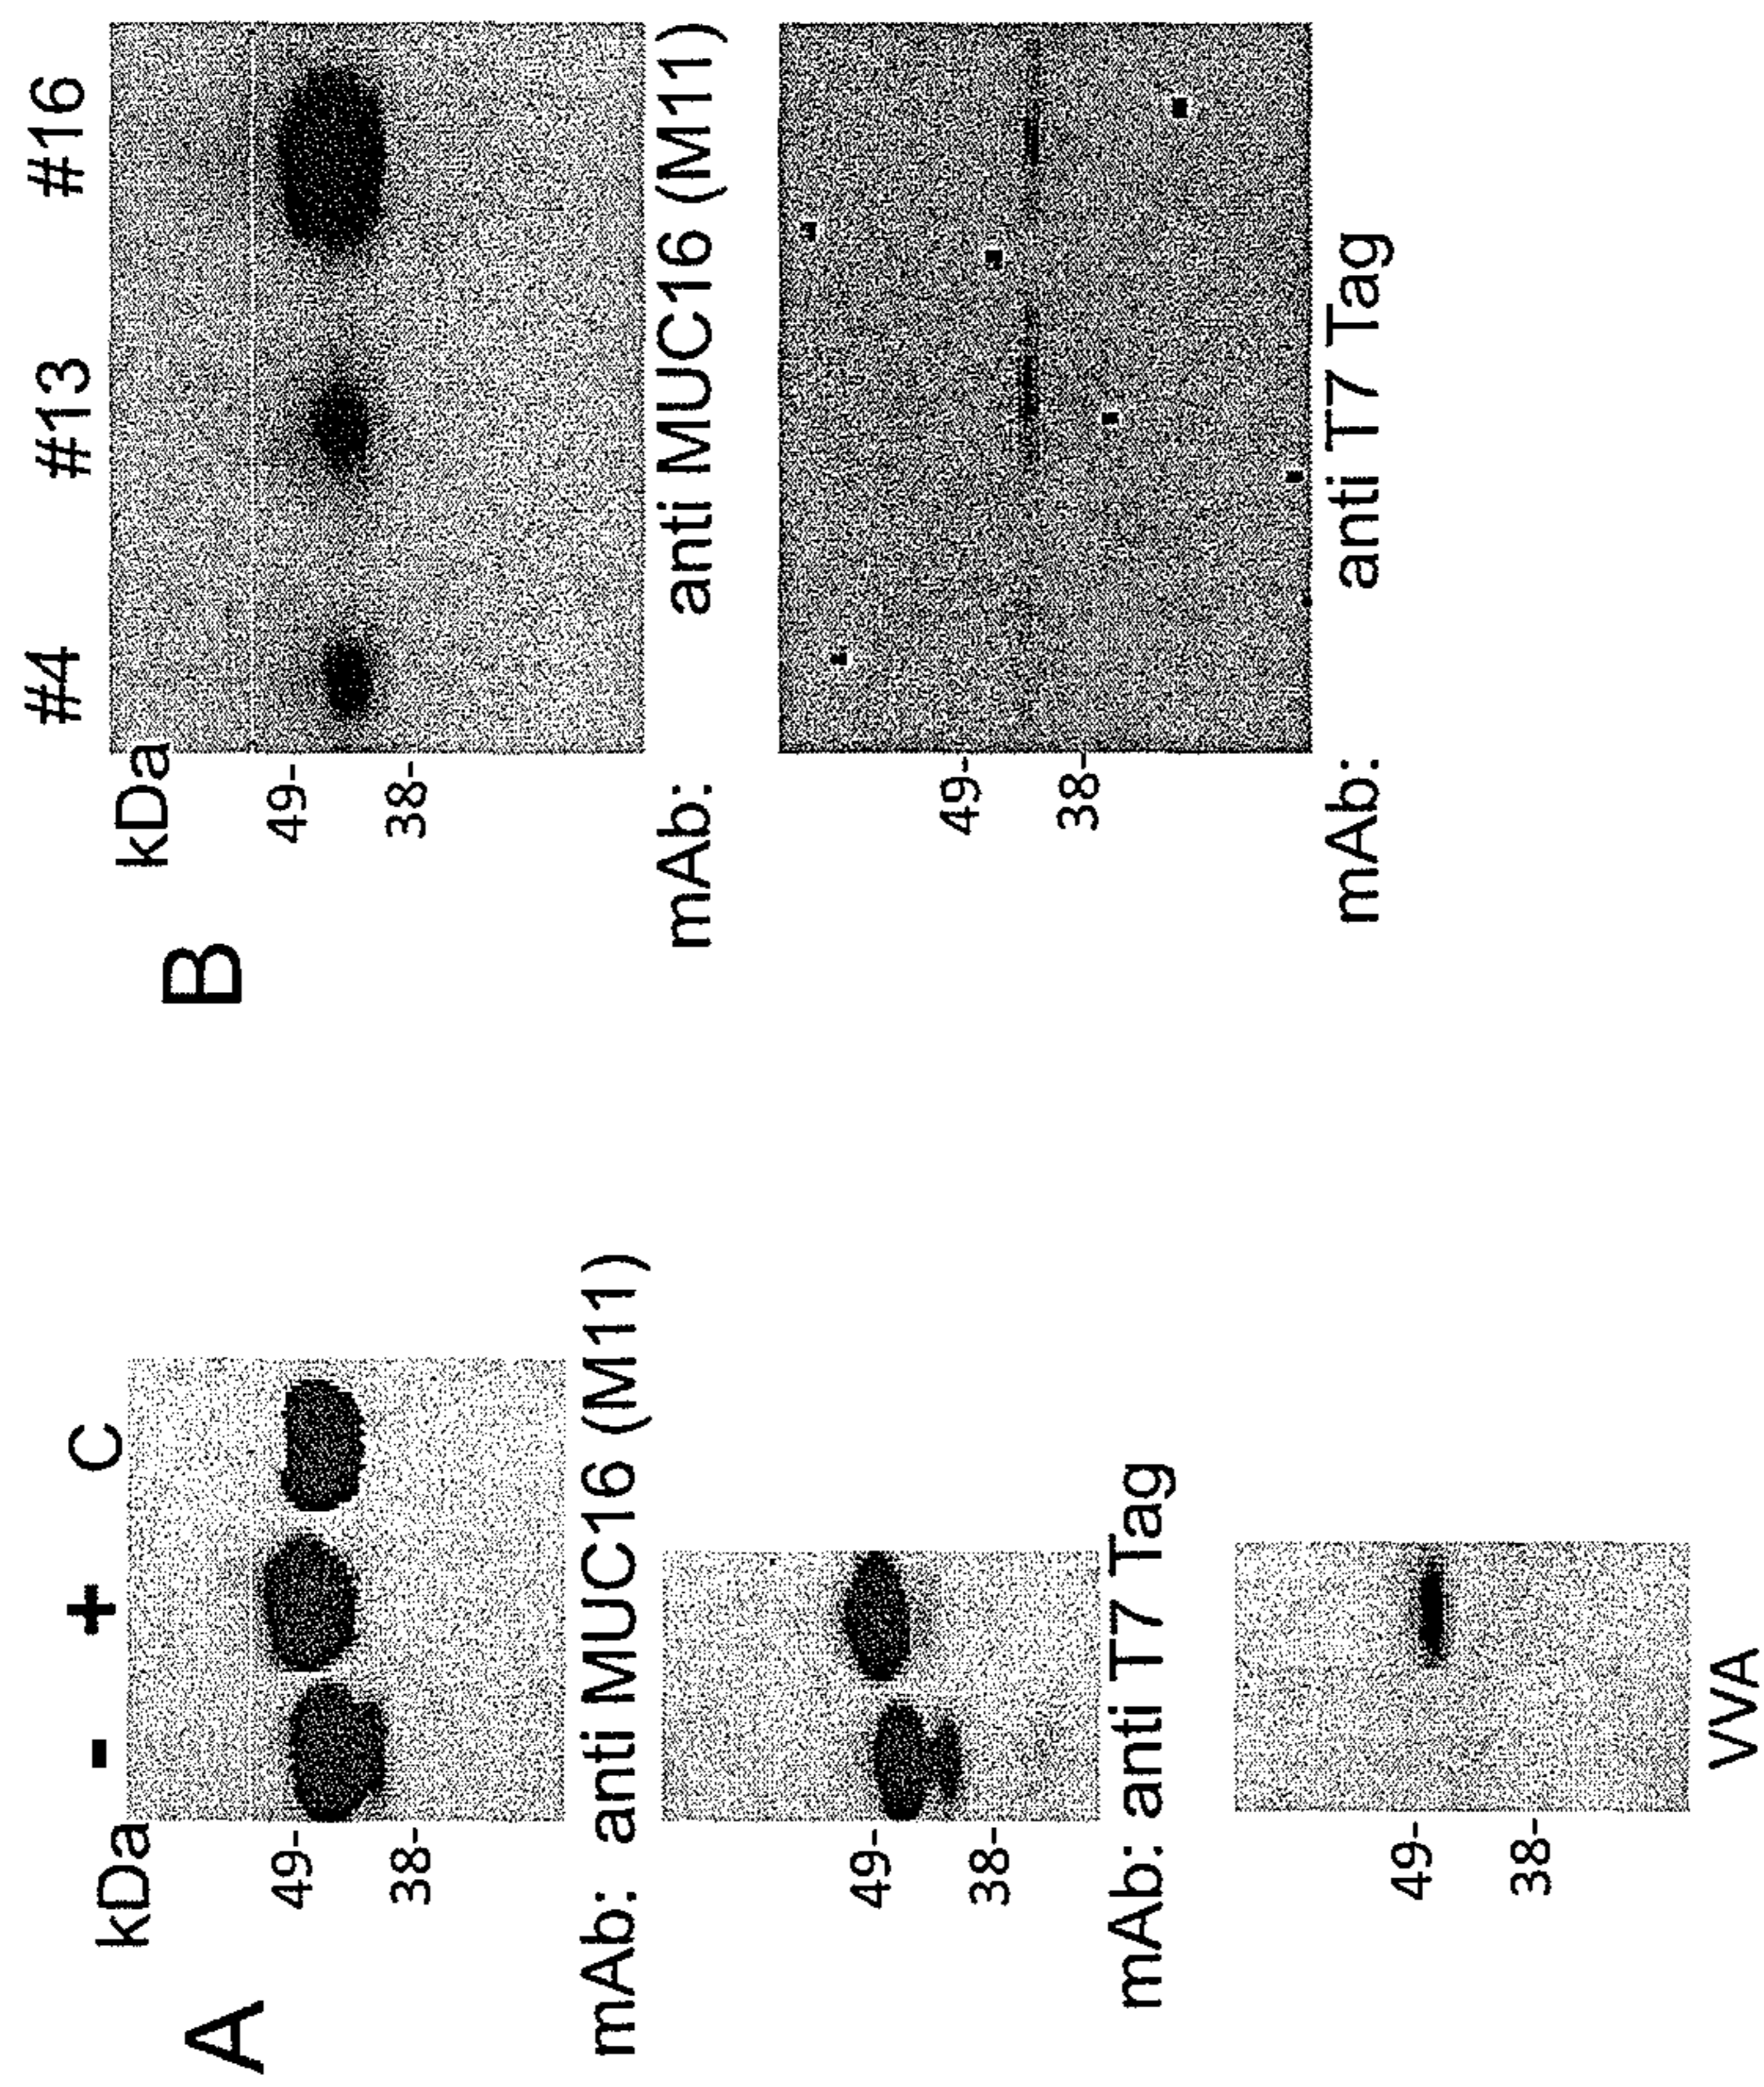 A
kDa - + C
49-
38-
mAb: anti MUC16 (M11)
49-
38-
mAb: anti T7 Tag
49-
38-
VVA
B
#4 #13 #16
kDa
49-
38-
mAb: anti MUC16 (M11)
49-
38-
mAb: anti T7 Tag